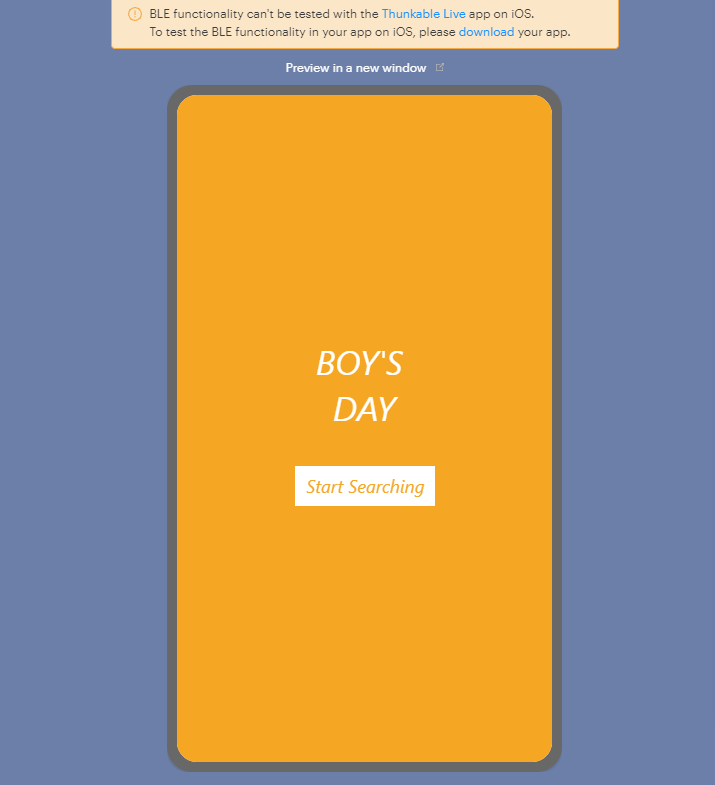 BLE functionality can't be tested with the Thunkable Live app on iOS.
To test the BLE functionality in your app on iOS, please download your app.
Preview in a new window
BOY'S
DAY
Start Searching